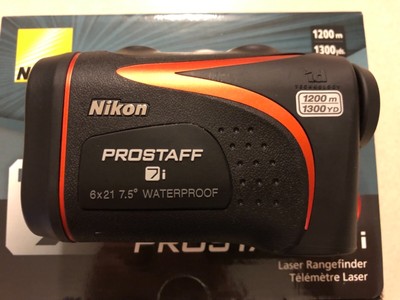 1200 m
1300 yd.
Nikon
1200 m
1300 YD
PROSTAFF
7i
6x21 7.5° WATERPROOF
Laser Rangefinder
Télémètre Laser